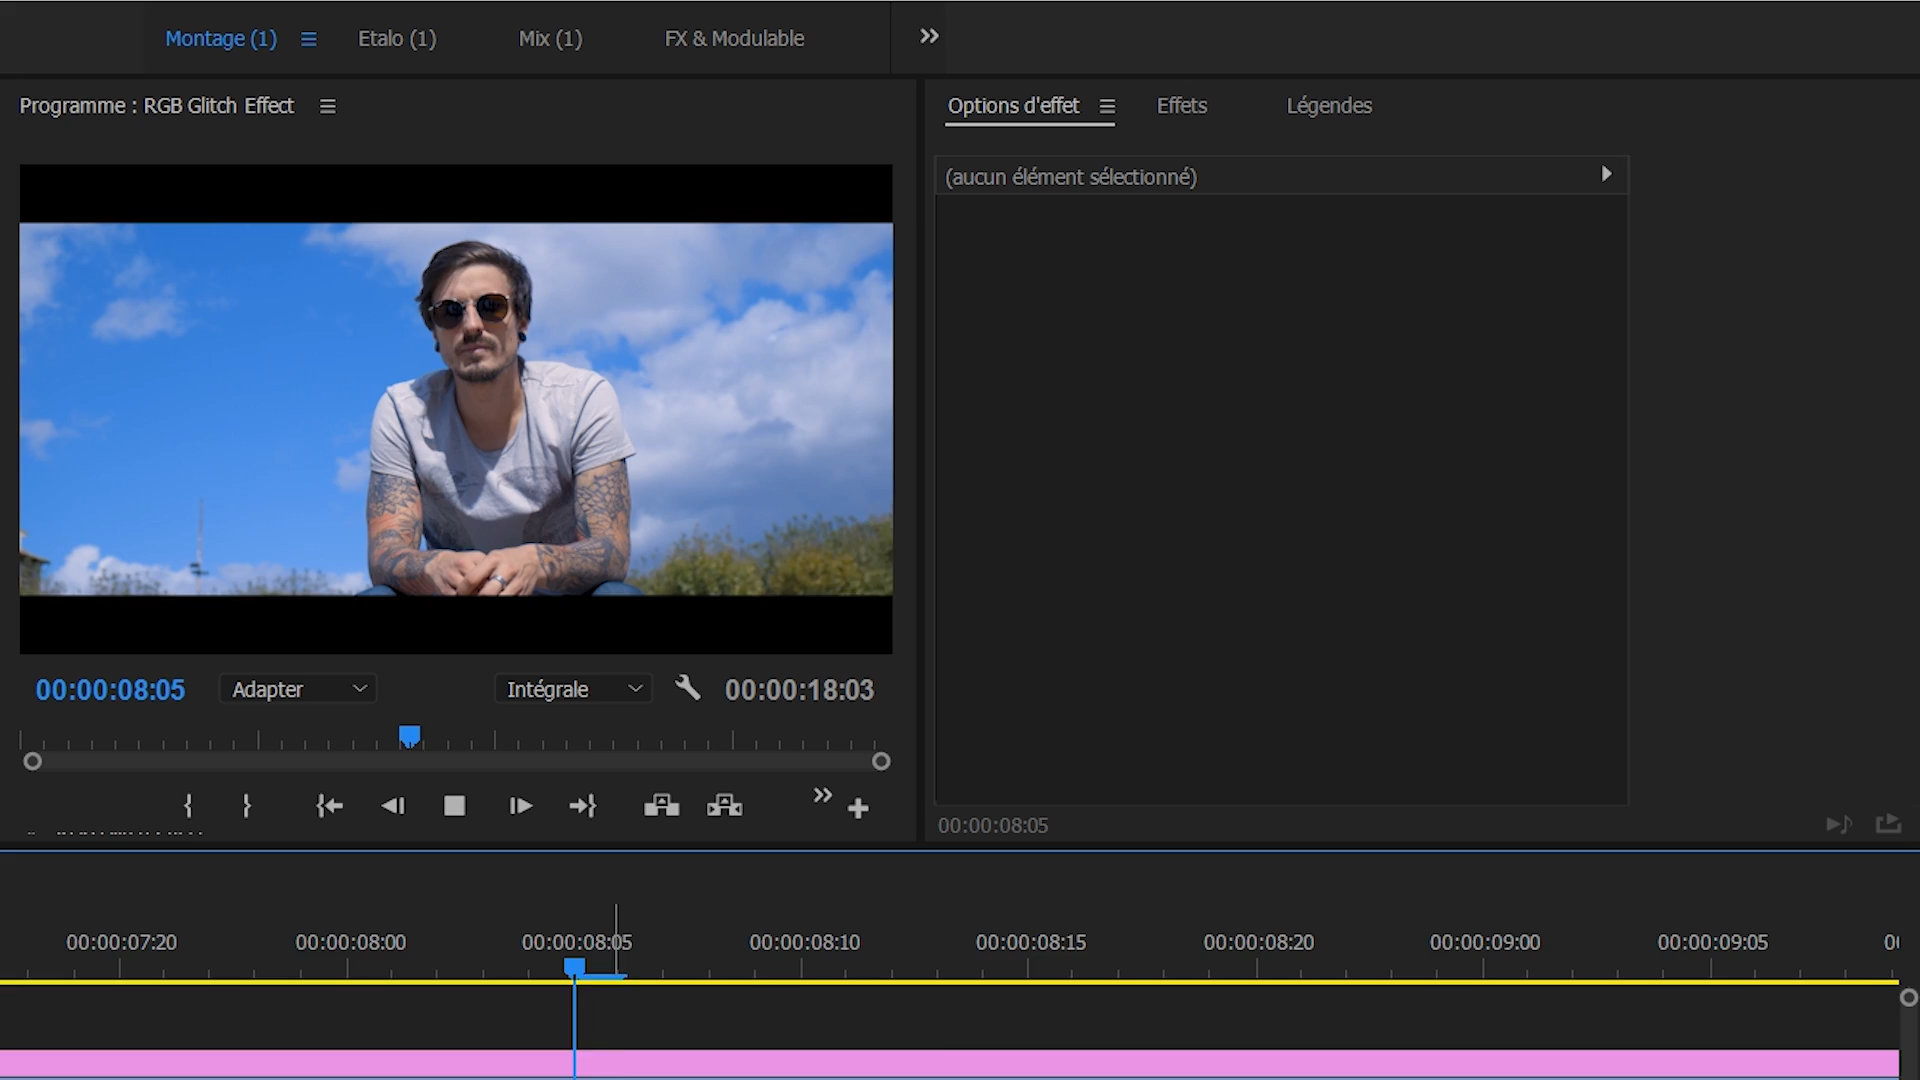 Montage (1) Etalo (1) Mix (1) FX & Modulable
Programme : RGB Glitch Effect
Options d'effet Effets Légendes
(aucun élément sélectionné)
00:00:08:05 Adapter Intégrale 00:00:18:03
00:00:08:05
00:00:07:20 00:00:08:00 00:00:08:05 00:00:08:10 00:00:08:15 00:00:08:20 00:00:09:00 00:00:09:05